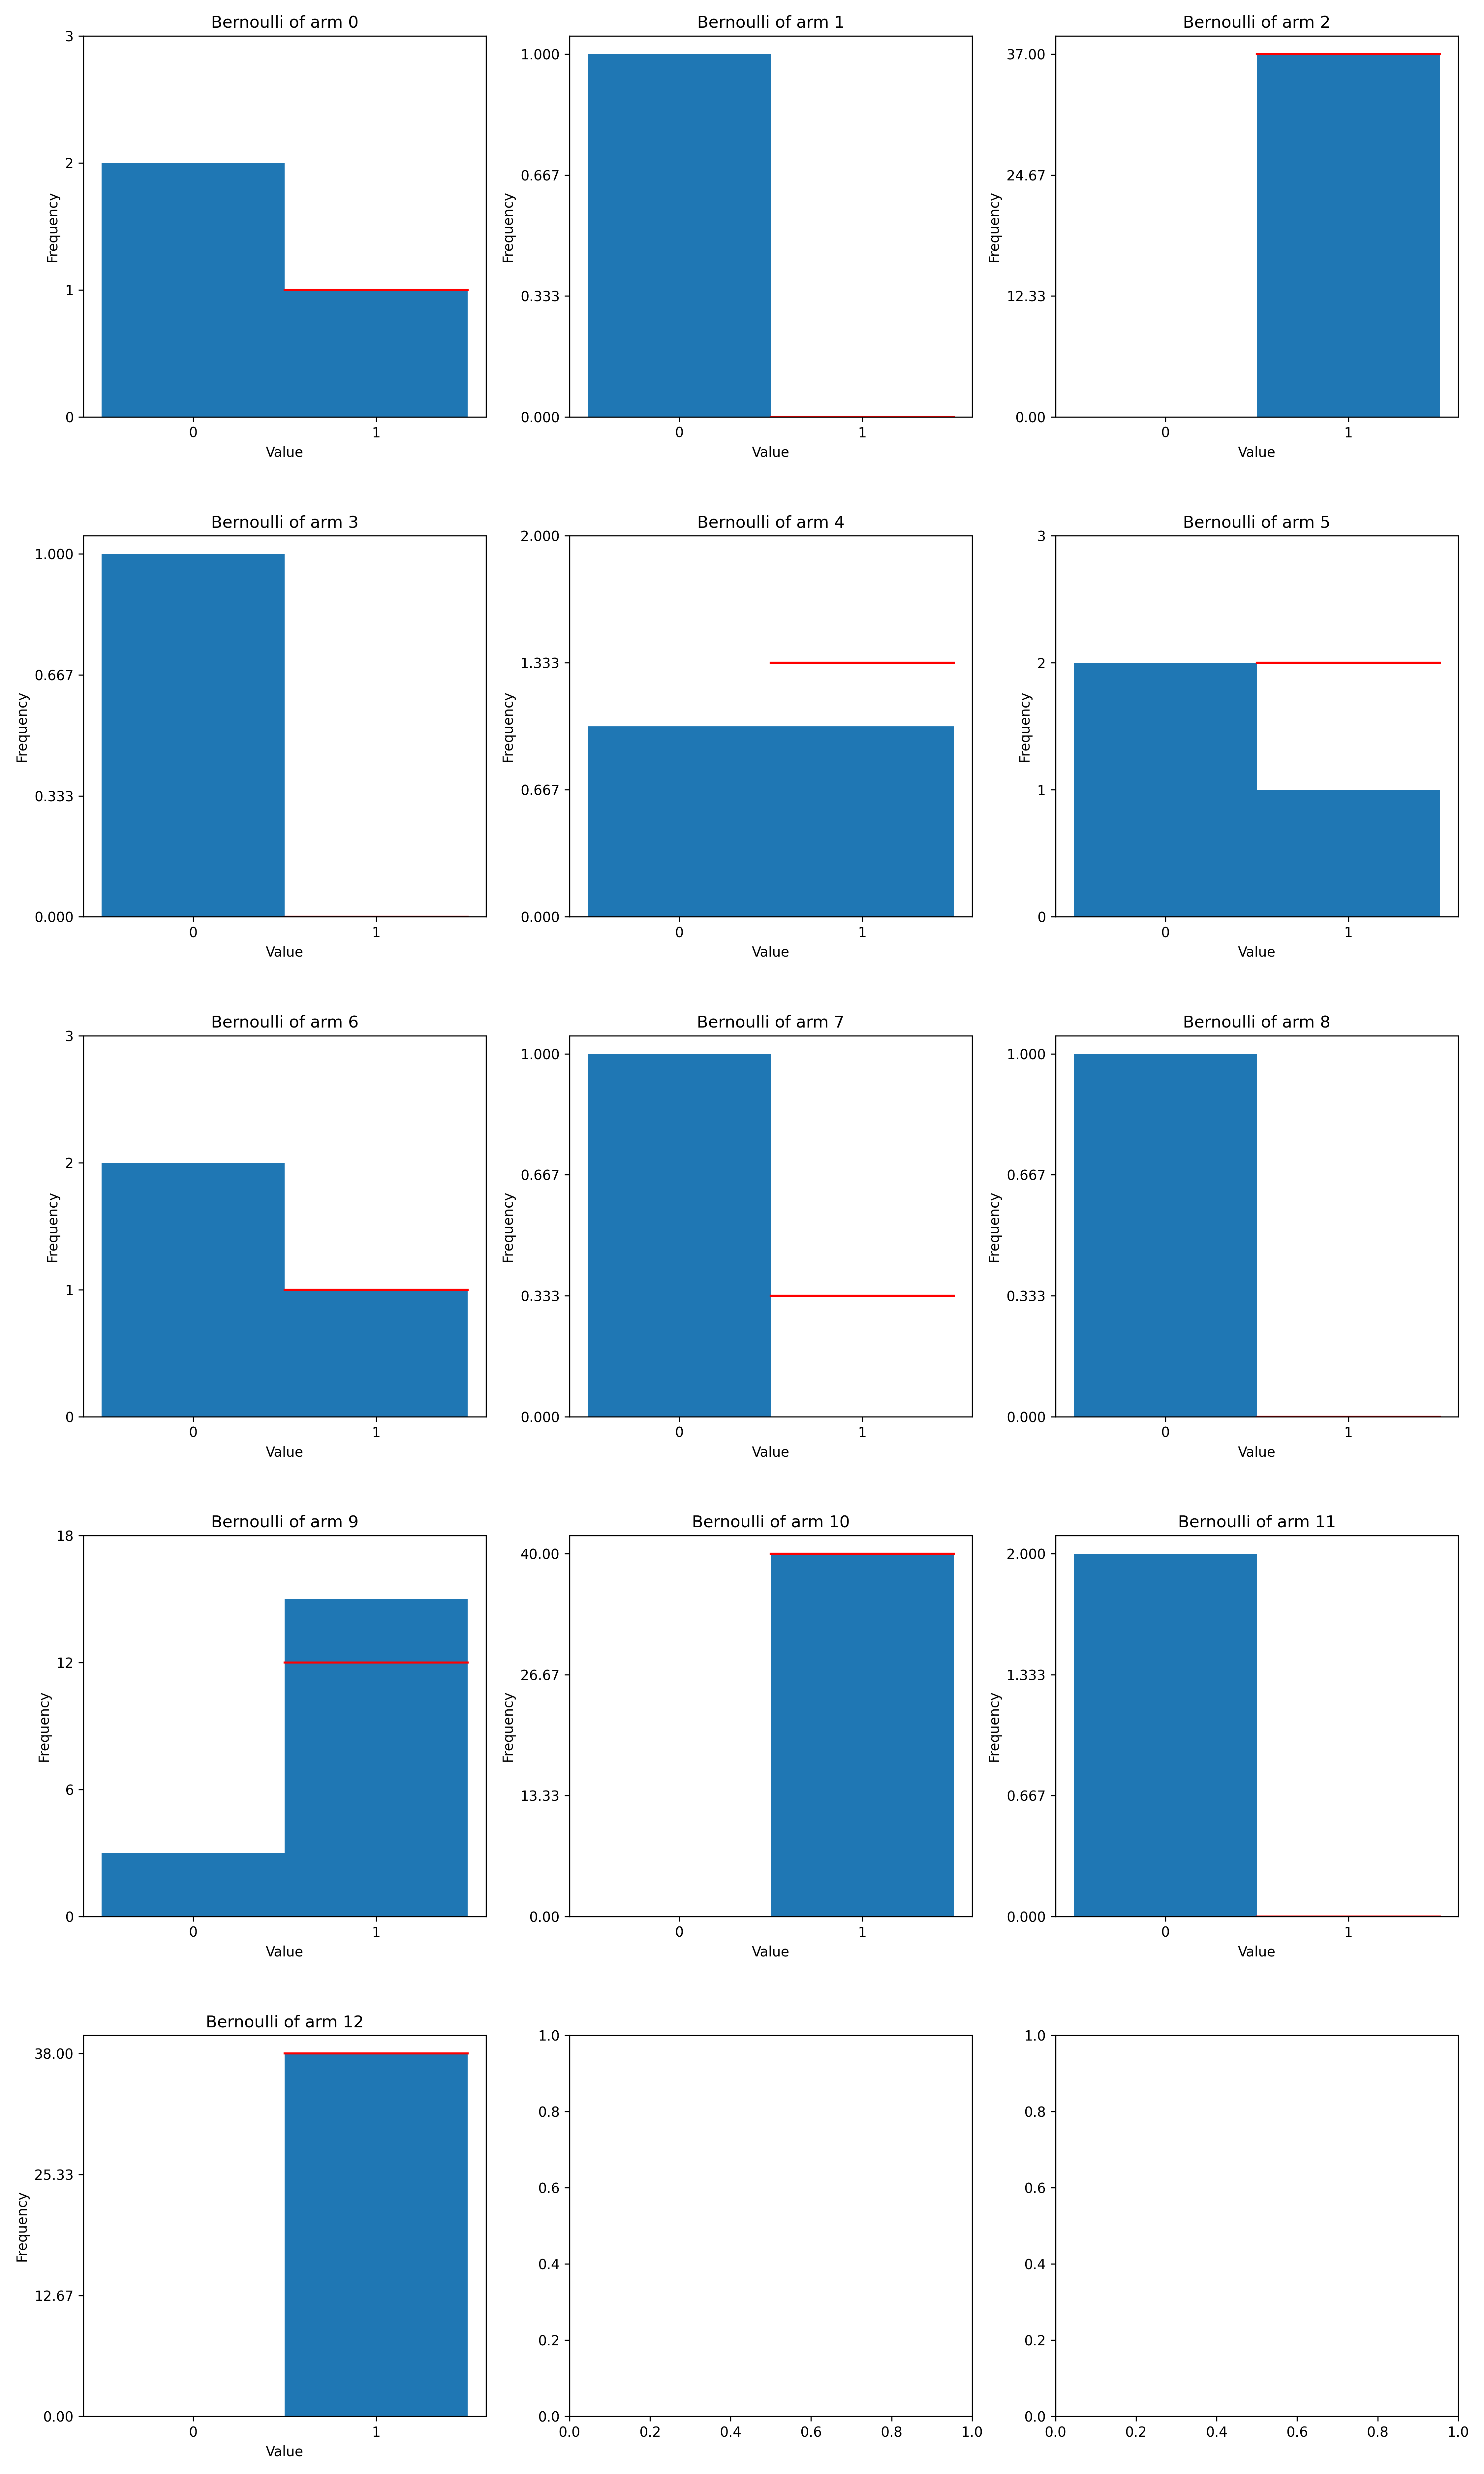 Bernoulli of arm 0
3
2
1
0
Frequency
0 1
Value
Bernoulli of arm 1
1.000
0.667
0.333
0.000
Frequency
0 1
Value
Bernoulli of arm 2
37.00
24.67
12.33
0.00
Frequency
0 1
Value
Bernoulli of arm 3
1.000
0.667
0.333
0.000
Frequency
0 1
Value
Bernoulli of arm 4
2.000
1.333
0.667
0.000
Frequency
0 1
Value
Bernoulli of arm 5
3
2
1
0
Frequency
0 1
Value
Bernoulli of arm 6
3
2
1
0
Frequency
0 1
Value
Bernoulli of arm 7
1.000
0.667
0.333
0.000
Frequency
0 1
Value
Bernoulli of arm 8
1.000
0.667
0.333
0.000
Frequency
0 1
Value
Bernoulli of arm 9
18
12
6
0
Frequency
0 1
Value
Bernoulli of arm 10
40.00
26.67
13.33
0.00
Frequency
0 1
Value
Bernoulli of arm 11
2.000
1.333
0.667
0.000
Frequency
0 1
Value
Bernoulli of arm 12
38.00
25.33
12.67
0.00
Frequency
0 1
Value
1.0
0.8
0.6
0.4
0.2
0.0
0.0 0.2 0.4 0.6 0.8 1.0
1.0
0.8
0.6
0.4
0.2
0.0
0.0 0.2 0.4 0.6 0.8 1.0